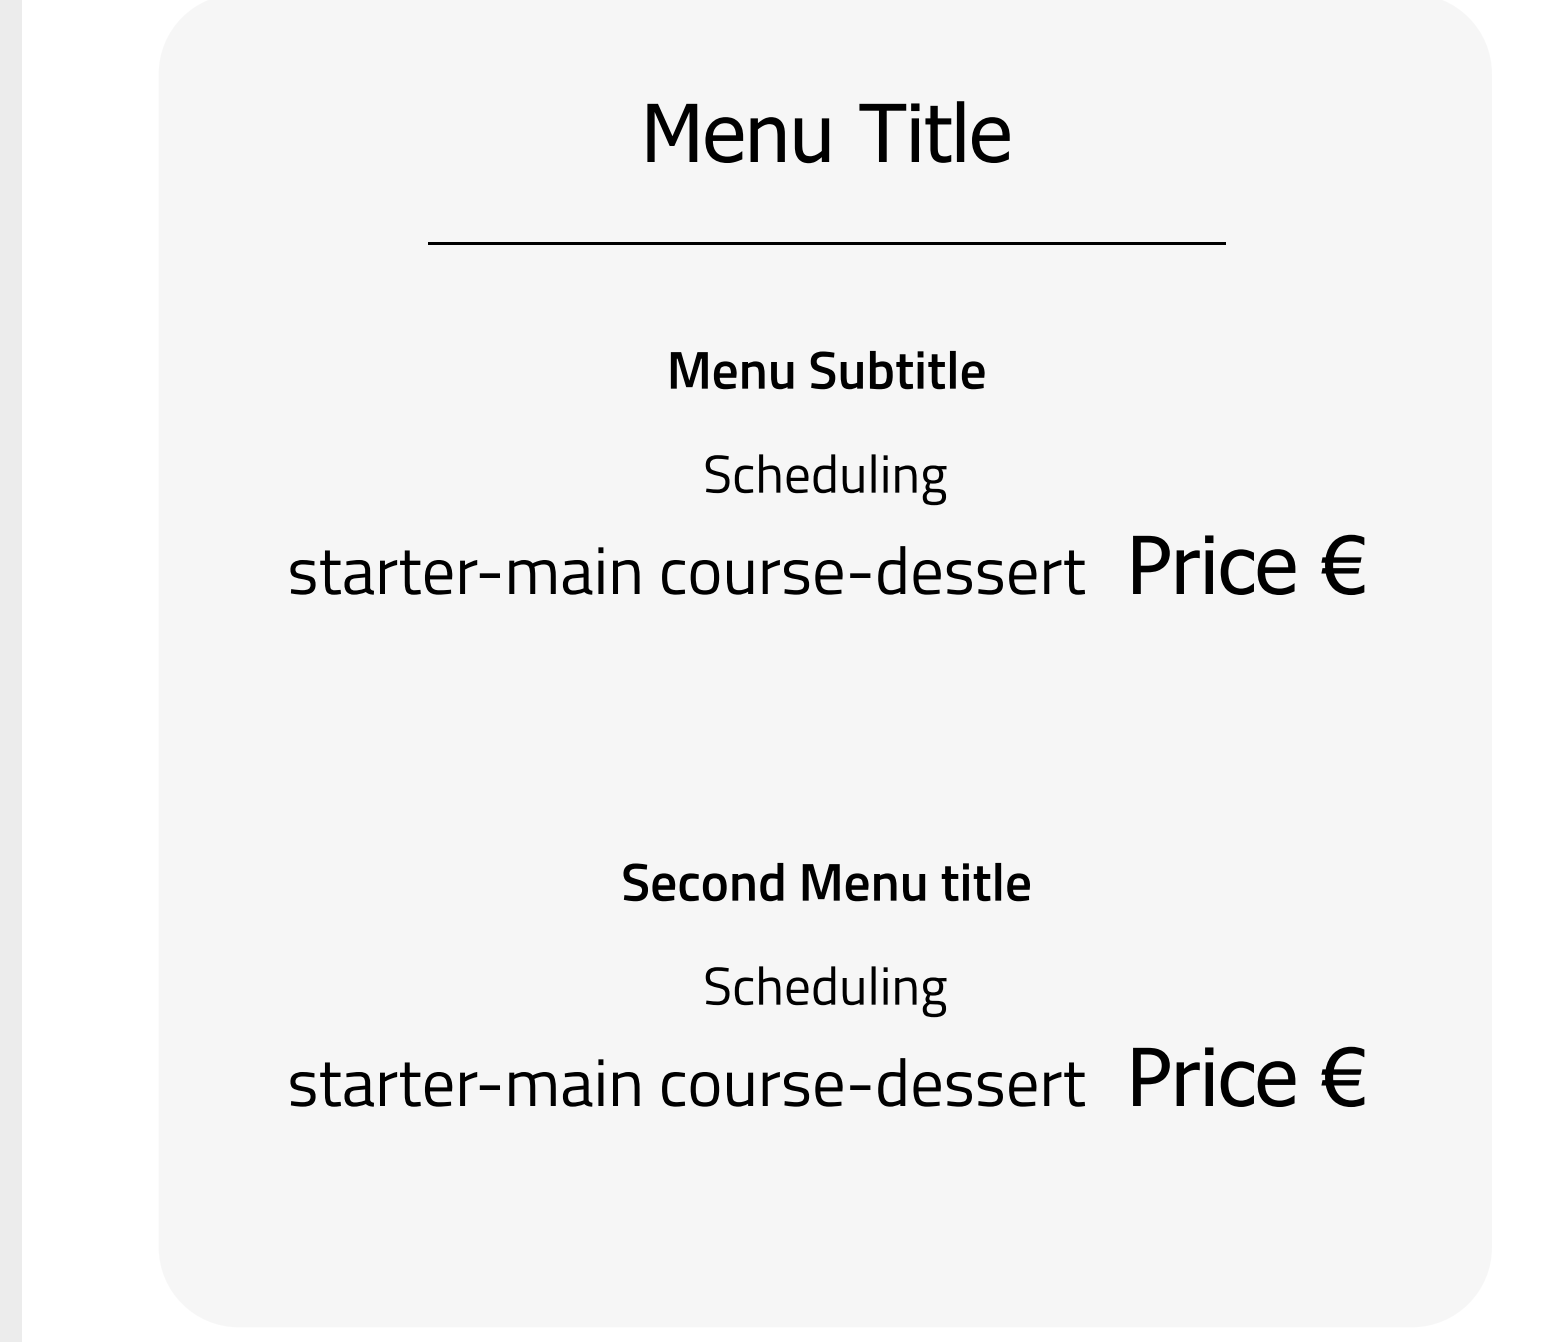 Menu Title
Menu Subtitle
Scheduling
starter-main course-dessert Price €
Second Menu title
Scheduling
starter-main course-dessert Price €